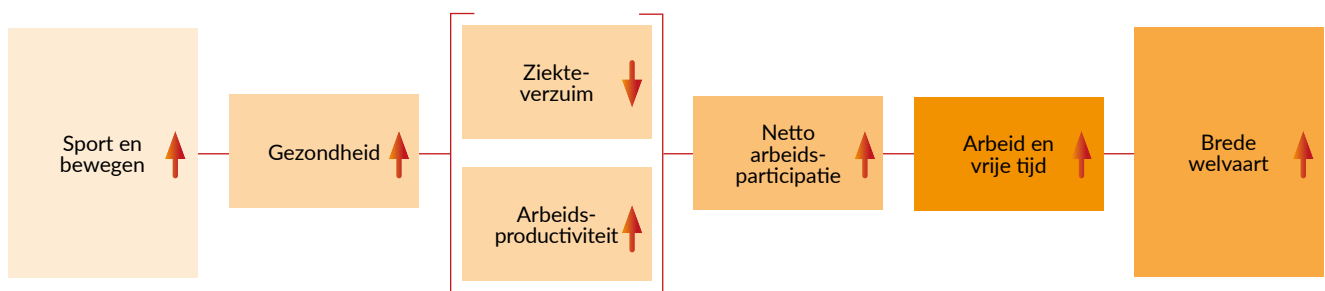 Sport en
bewegen
Gezondheid
Ziekte-
verzuim
Arbeids-
productiviteit
Netto
arbeids-
participatie
Arbeid en
vrije tijd
Brede
welvaart